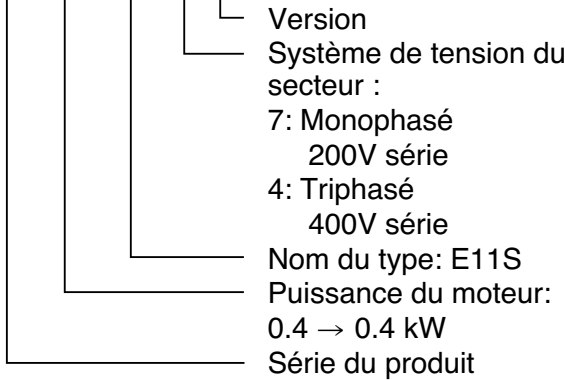 Version
Système de tension du
secteur :
7: Monophasé
200V série
4: Triphasé
400V série
Nom du type: E11S
Puissance du moteur:
0.4 → 0.4 kW
Série du produit